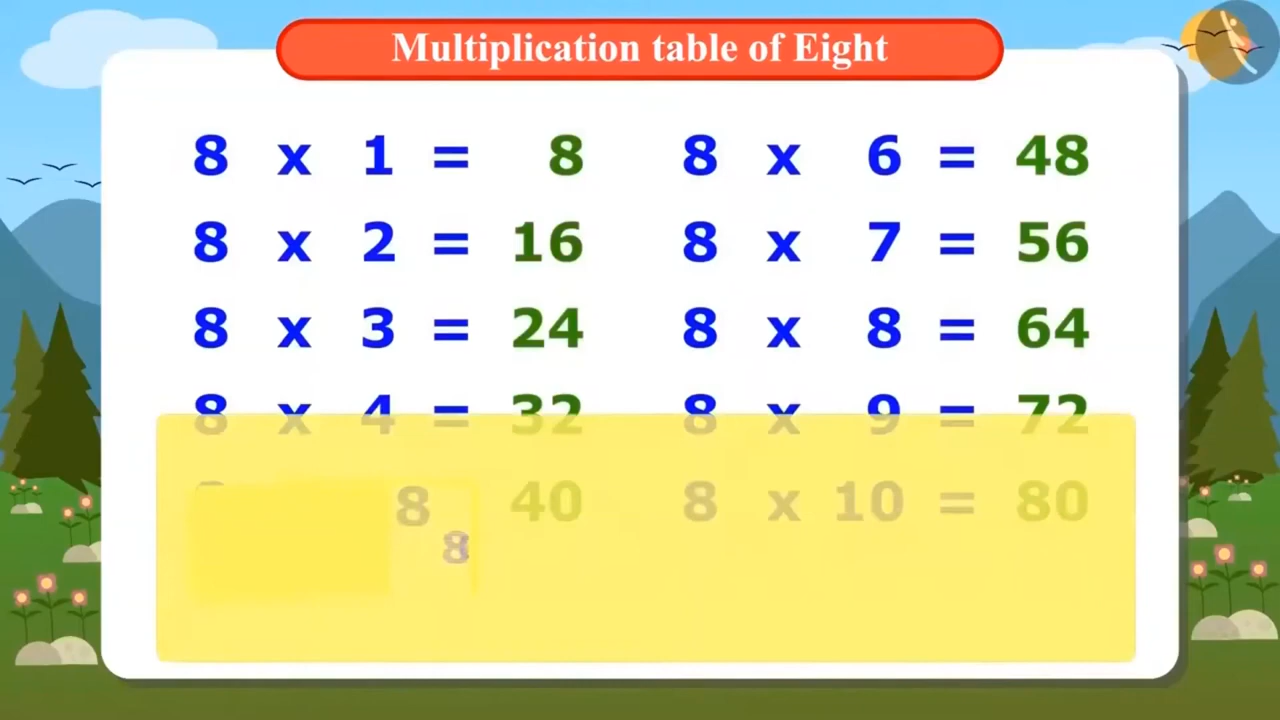 Multiplication table of Eight
8 x 1 = 8
8 x 2 = 16
8 x 3 = 24
8 x 4 = 32
8 40
8
8 x 6 = 48
8 x 7 = 56
8 x 8 = 64
8 x 9 = 72
8 x 10 = 80